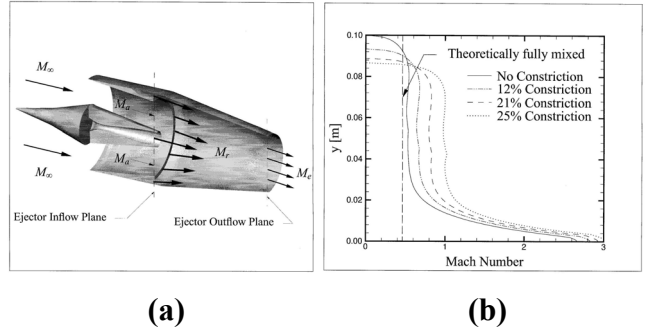 M∞
Ma
Mr
Ma
M∞
Me
Ejector Inflow Plane
Ejector Outflow Plane
0.10
0.08
0.06
0.04
0.02
0.00
y [m]
Theoretically fully mixed
No Constriction
12% Constriction
21% Constriction
25% Constriction
0
1
2
3
Mach Number
(a)
(b)